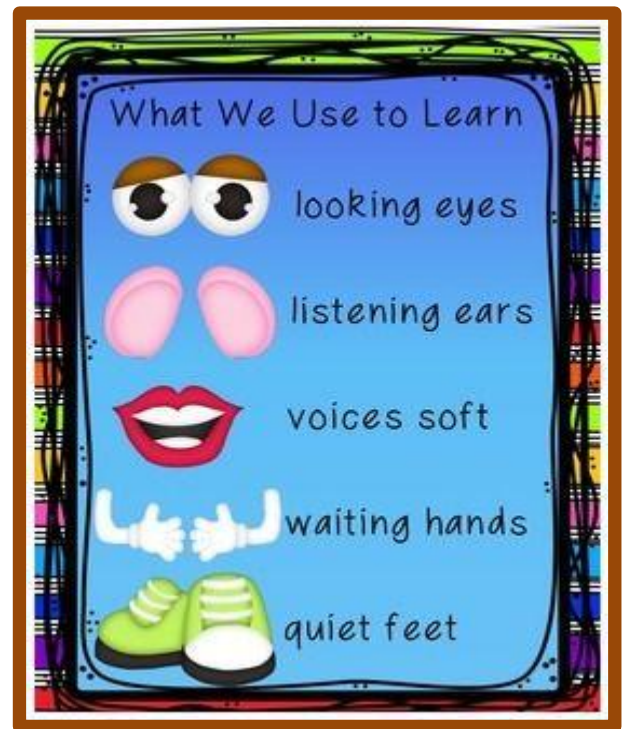 What We Use to Learn
looking eyes
listening ears
voices soft
waiting hands
quiet feet